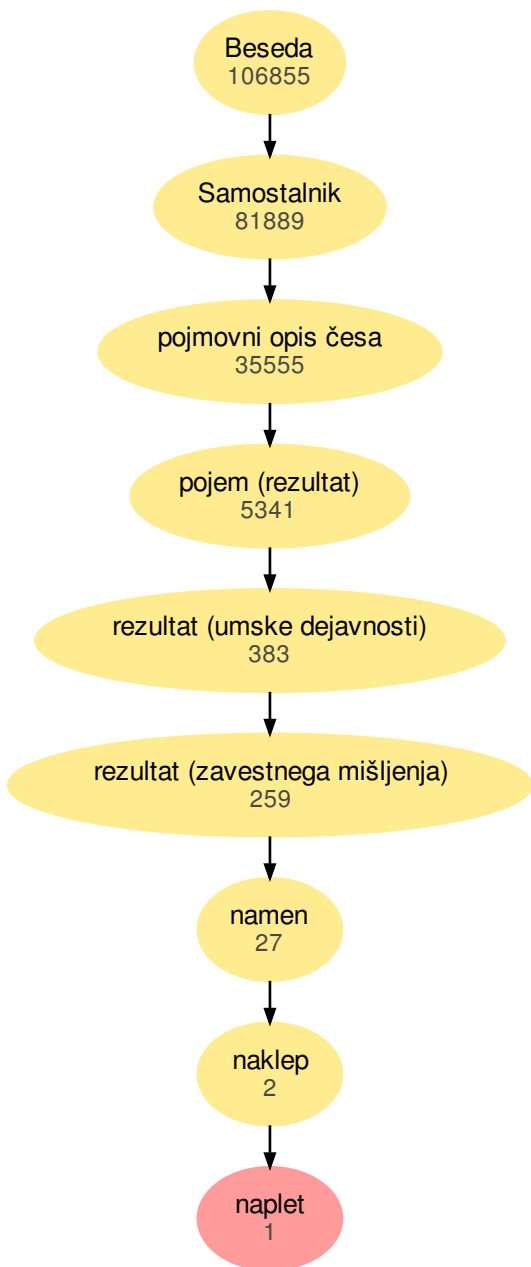 Beseda
106855
Samostalnik
81889
pojmovni opis česa
35555
pojem (rezultat)
5341
rezultat (umske dejavnosti)
383
rezultat (zavestnega mišljenja)
259
namen
27
naklep
2
naplet
1